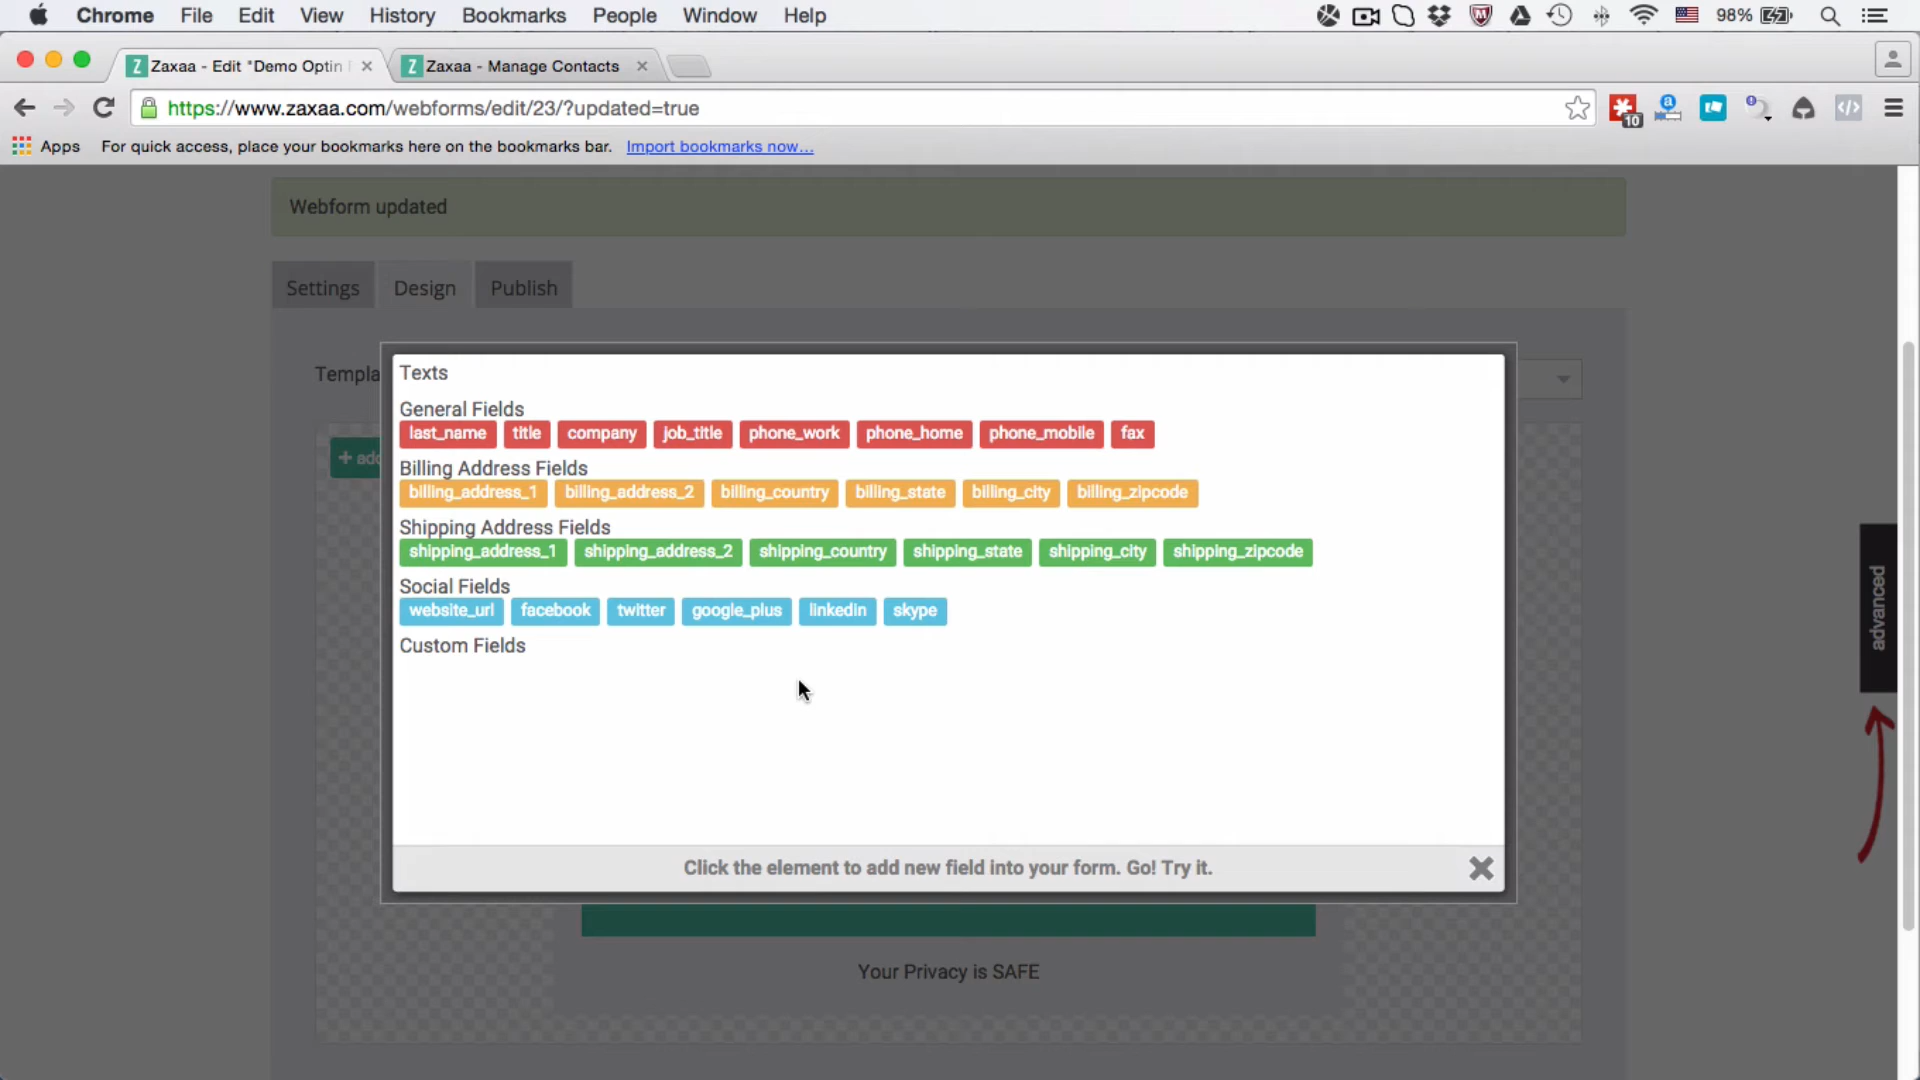 Chrome File Edit View History Bookmarks People Window Help 98%
Zaxaa - Edit "Demo Optin Zaxaa - Manage Contacts
https://www.zaxaa.com/webforms/edit/23/?updated=true 10
Apps For quick access, place your bookmarks here on the bookmarks bar. Import bookmarks now...
Webform updated
Settings Design Publish
Templa
Texts
General Fields
last_name title company job_title phone_work phone_home phone_mobile fax
+ add
Billing Address Fields
billing_address_1 billing_address_2 billing_country billing_state billing_city billing_zipcode
Shipping Address Fields
shipping_address_1 shipping_address_2 shipping_country shipping_state shipping_city shipping_zipcode
Social Fields
website_url facebook twitter google_plus linkedin skype
Custom Fields
advanced
Click the element to add new field into your form. Go! Try it.
Your Privacy is SAFE